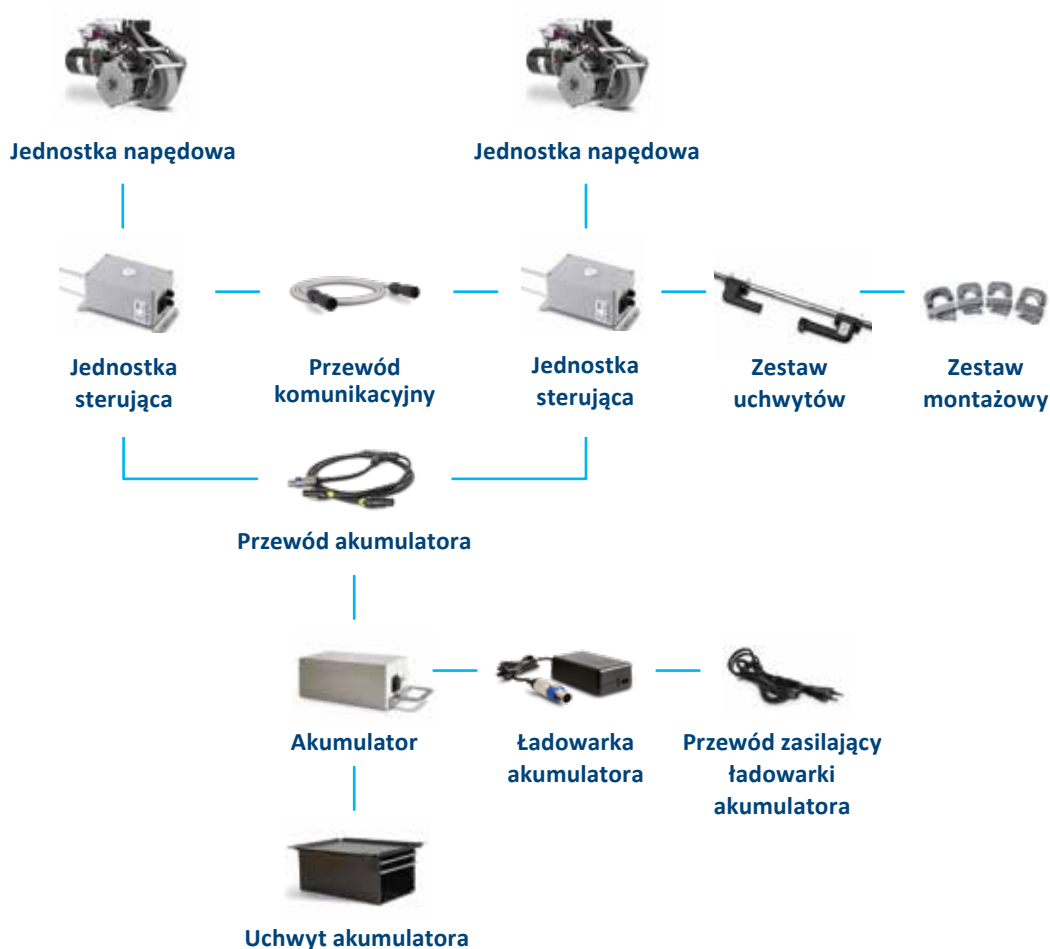 Jednostka napędowa
Jednostka napędowa
Jednostka
sterująca
Przewód
komunikacyjny
Jednostka
sterująca
Zestaw
uchwytów
Zestaw
montażowy
Przewód akumulatora
Akumulator
Ładowarka
akumulatora
Przewód zasilający
ładowarki
akumulatora
Uchwyt akumulatora